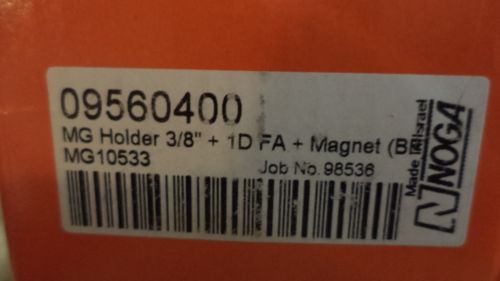 09560400
MG Holder 3/8" + 1D FA + Magnet
MG10533
Job No. 98536
Made in Israel
NOGA